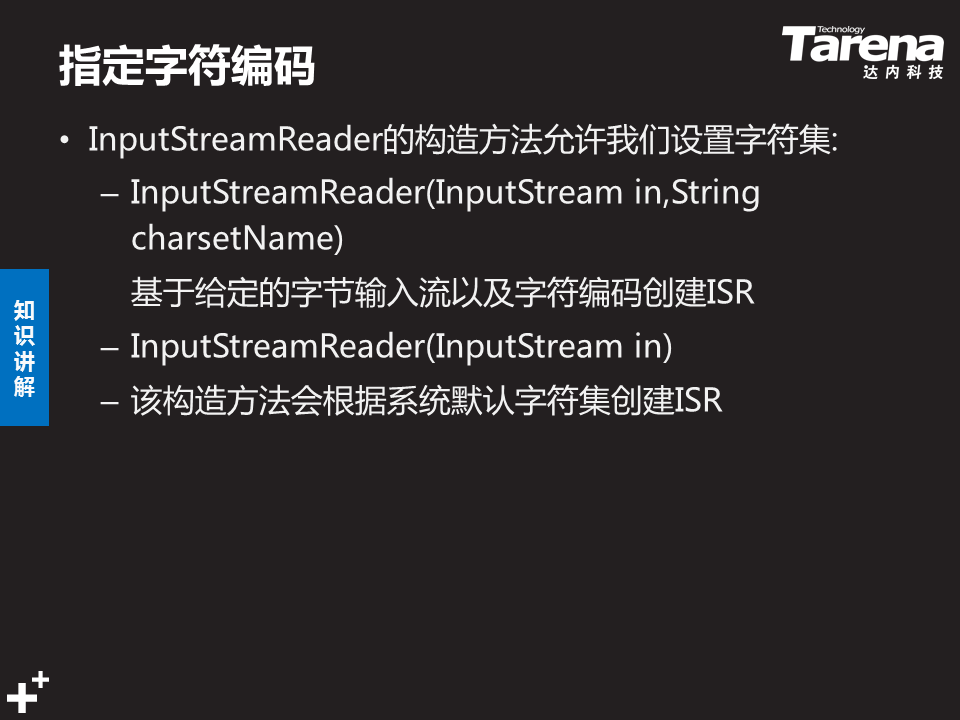 指定字符编码
Technology
Tarena
达内科技
• InputStreamReader的构造方法允许我们设置字符集:
– InputStreamReader(InputStream in,String
charsetName)
基于给定的字节输入流以及字符编码创建ISR
– InputStreamReader(InputStream in)
– 该构造方法会根据系统默认字符集创建ISR
知
识
讲
解